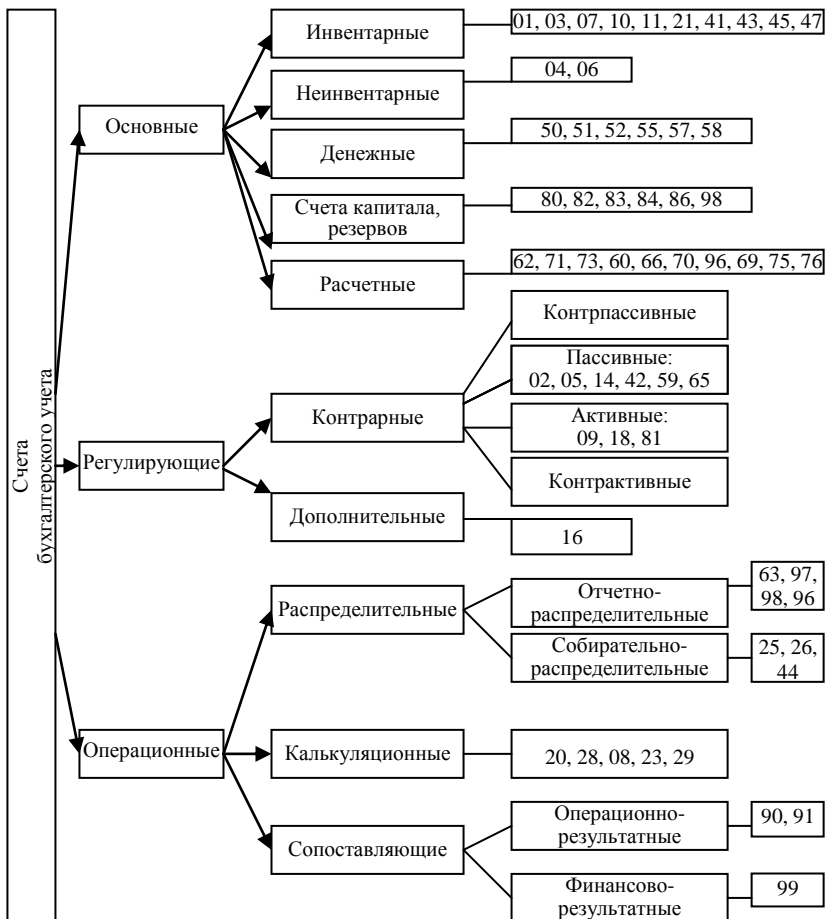 Счета
бухгалтерского учета
Основные
Инвентарные
01, 03, 07, 10, 11, 21, 41, 43, 45, 47
Неинвентарные
04, 06
Денежные
50, 51, 52, 55, 57, 58
Счета капитала,
резервов
80, 82, 83, 84, 86, 98
Расчетные
62, 71, 73, 60, 66, 70, 96, 69, 75, 76
Регулирующие
Контрарные
Контрпассивные
Пассивные:
02, 05, 14, 42, 59, 65
Активные:
09, 18, 81
Контрактивные
Дополнительные
16
Операционные
Распределительные
Отчетно-
распределительные
63, 97,
98, 96
Собирательно-
распределительные
25, 26,
44
Калькуляционные
20, 28, 08, 23, 29
Сопоставляющие
Операционно-
результатные
90, 91
Финансово-
результатные
99